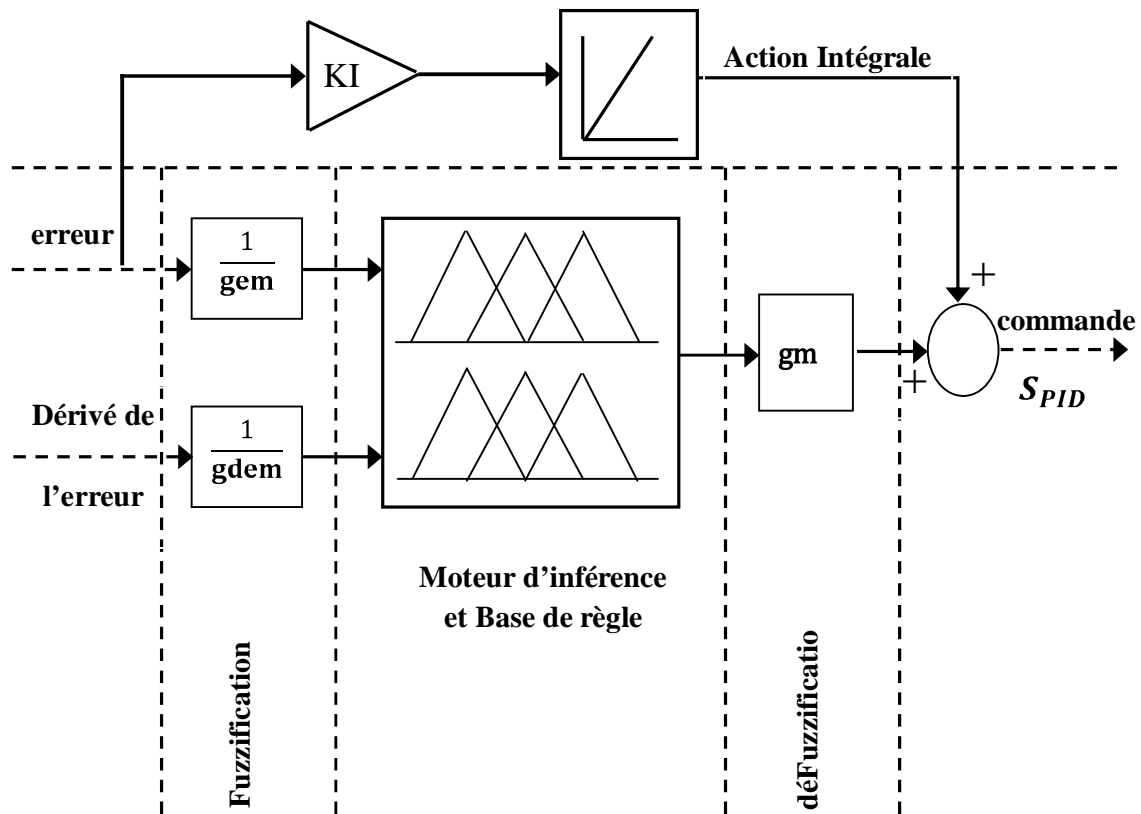 KI
Action Intégrale
erreur
1
gem
+
commande
gm
+
S_PID
Dérivé de
l'erreur
1
gdem
Moteur d'inférence
et Base de règle
Fuzzification
déFuzzificatio